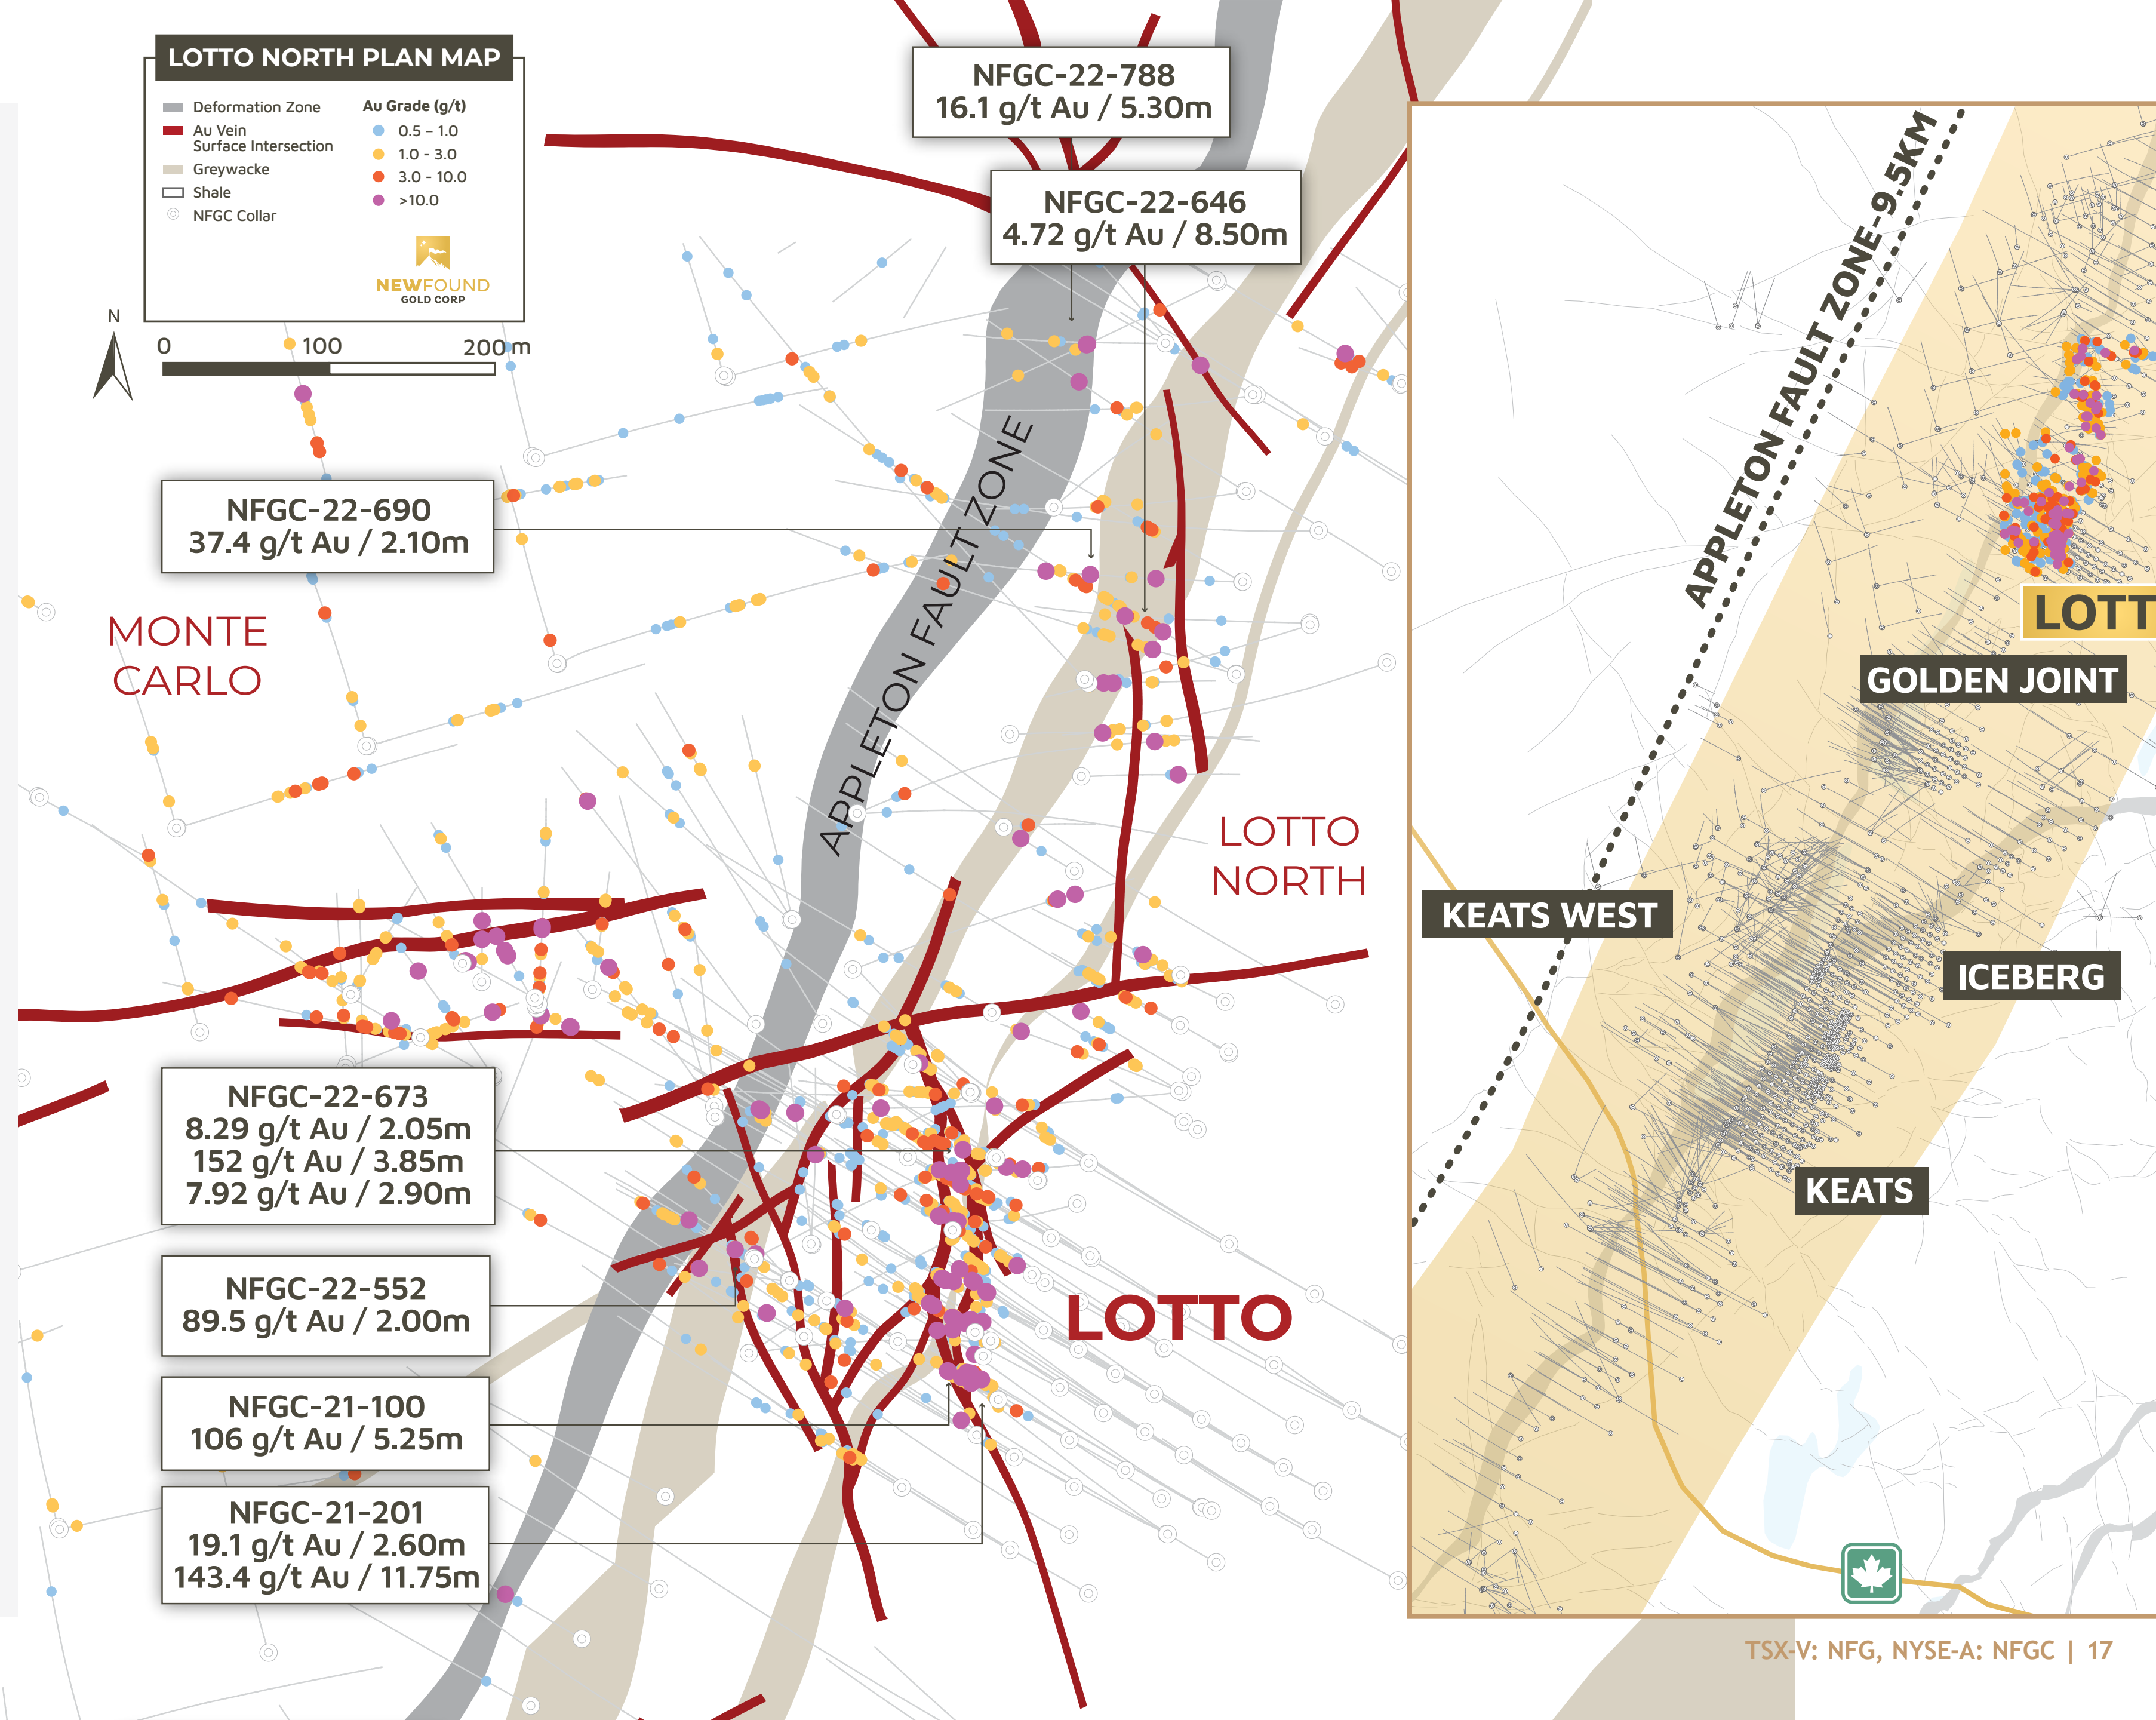 LOTTO NORTH PLAN MAP
Deformation Zone
Au Vein
Surface Intersection
Greywacke
Shale
NFGC Collar
Au Grade (g/t)
0.5 – 1.0
1.0 - 3.0
3.0 - 10.0
>10.0
NEWFOUND
GOLD CORP
N
0 100 200m
NFGC-22-788
16.1 g/t Au / 5.30m
NFGC-22-646
4.72 g/t Au / 8.50m
NFGC-22-690
37.4 g/t Au / 2.10m
MONTE
CARLO
APPLETON FAULT ZONE
LOTTO
NORTH
NFGC-22-673
8.29 g/t Au / 2.05m
152 g/t Au / 3.85m
7.92 g/t Au / 2.90m
NFGC-22-552
89.5 g/t Au / 2.00m
LOTTO
NFGC-21-100
106 g/t Au / 5.25m
NFGC-21-201
19.1 g/t Au / 2.60m
143.4 g/t Au / 11.75m
APPLETON FAULT ZONE-9.5KM
LOTT
GOLDEN JOINT
KEATS WEST
ICEBERG
KEATS
TSX-V: NFG, NYSE-A: NFGC | 17